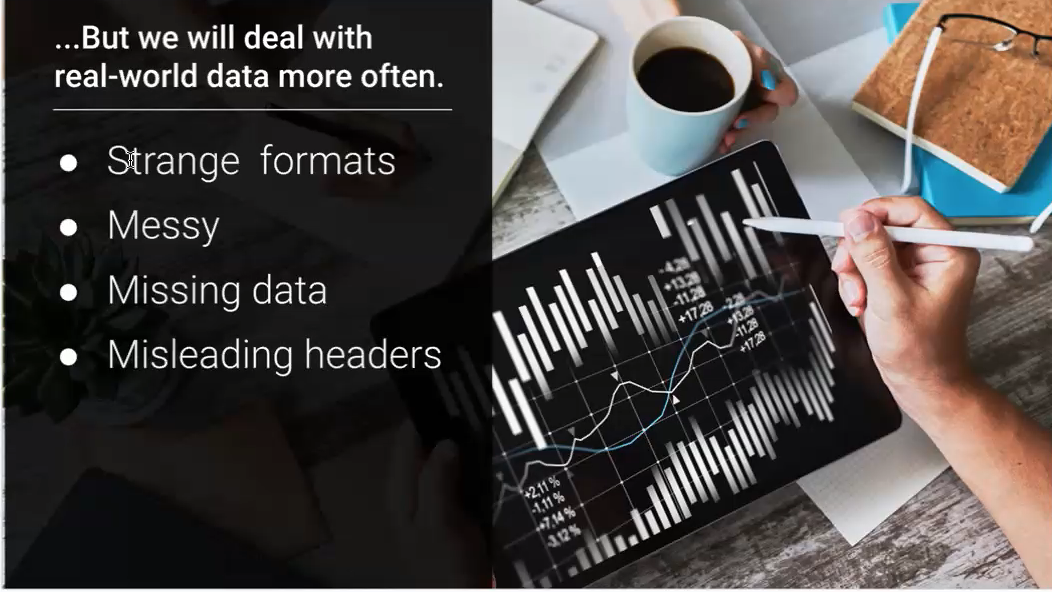 ...But we will deal with
real-world data more often.
● Strange formats
● Messy
● Missing data
● Misleading headers
-4,28
+13,28
-11,28
+17,28
-2,28
+13,28
-11,28
+17,28
+2,11 %
-1,11 %
+7,14 %
-3,12 %